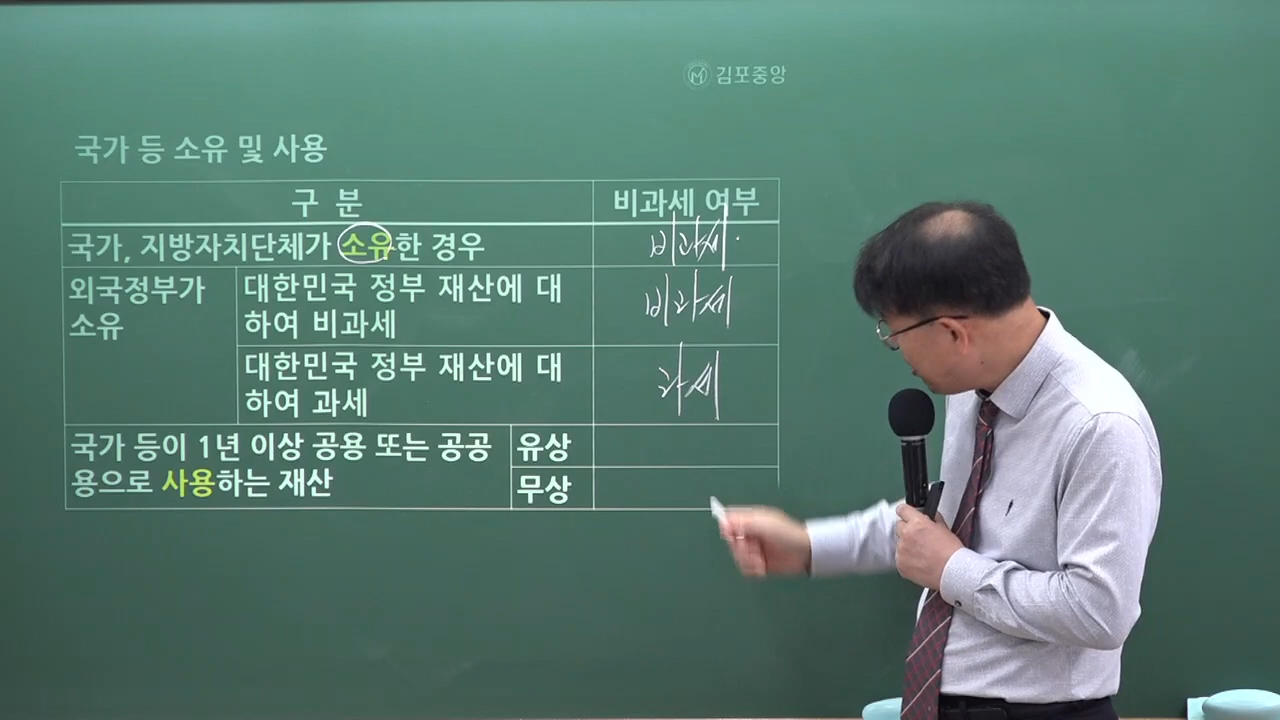 김포중앙
국가 등 소유 및 사용
구 분 비과세 여부
국가, 지방자치단체가 소유한 경우 비과세
외국정부가 소유
대한민국 정부 재산에 대
하여 비과세
비과세
대한민국 정부 재산에 대
하여 과세
과세
국가 등이 1년 이상 공용 또는 공공
용으로 사용하는 재산
유상
무상